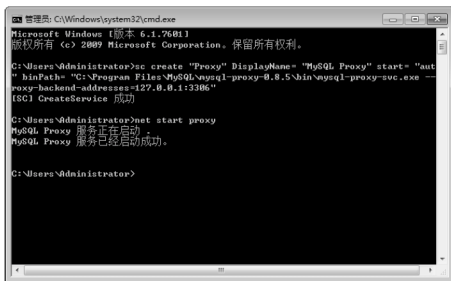 管理员: C:\Windows\system32\cmd.exe
Microsoft Windows [版本 6.1.7601]
版权所有 (c) 2009 Microsoft Corporation。保留所有权利。
C:\Users\Administrator>sc create "Proxy" DisplayName= "MySQL Proxy" start= "aut
" binPath= "C:\Program Files\MySQL\mysql-proxy-0.8.5\bin\mysql-proxy-svc.exe --
roxy-backend-addresses=127.0.0.1:3306"
[SC] CreateService 成功
C:\Users\Administrator>net start proxy
MySQL Proxy 服务正在启动 .
MySQL Proxy 服务已经启动成功。
C:\Users\Administrator>